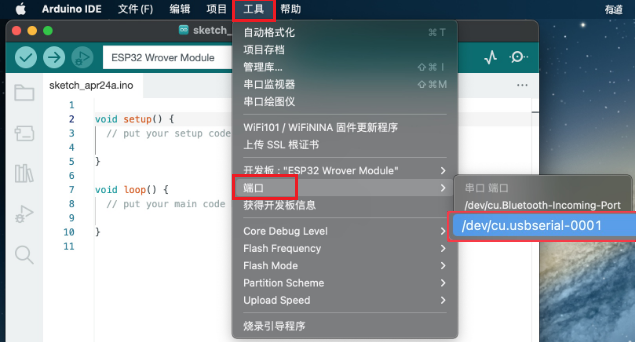 Arduino IDE 文件 (F) 编辑 项目 工具 帮助 有道
sketch_
ESP32 Wrover Module
sketch_apr24a.ino
1
2 void setup() {
3 // put your setup code
4
5 }
6
7 void loop() {
8 // put your main code
9
10 }
11
自动格式化 ⌘ T
项目存档
管理库... ⇧⌘ I
串口监视器 ⇧⌘M
串口绘图仪
WiFi101 / WiFiNINA 固件更新程序
上传 SSL 根证书
开发板 : "ESP32 Wrover Module"
端口
获得开发板信息
Core Debug Level
Flash Frequency
Flash Mode
Partition Scheme
Upload Speed
烧录引导程序
串口 端口
/dev/cu.Bluetooth-Incoming-Port
/dev/cu.usbserial-0001